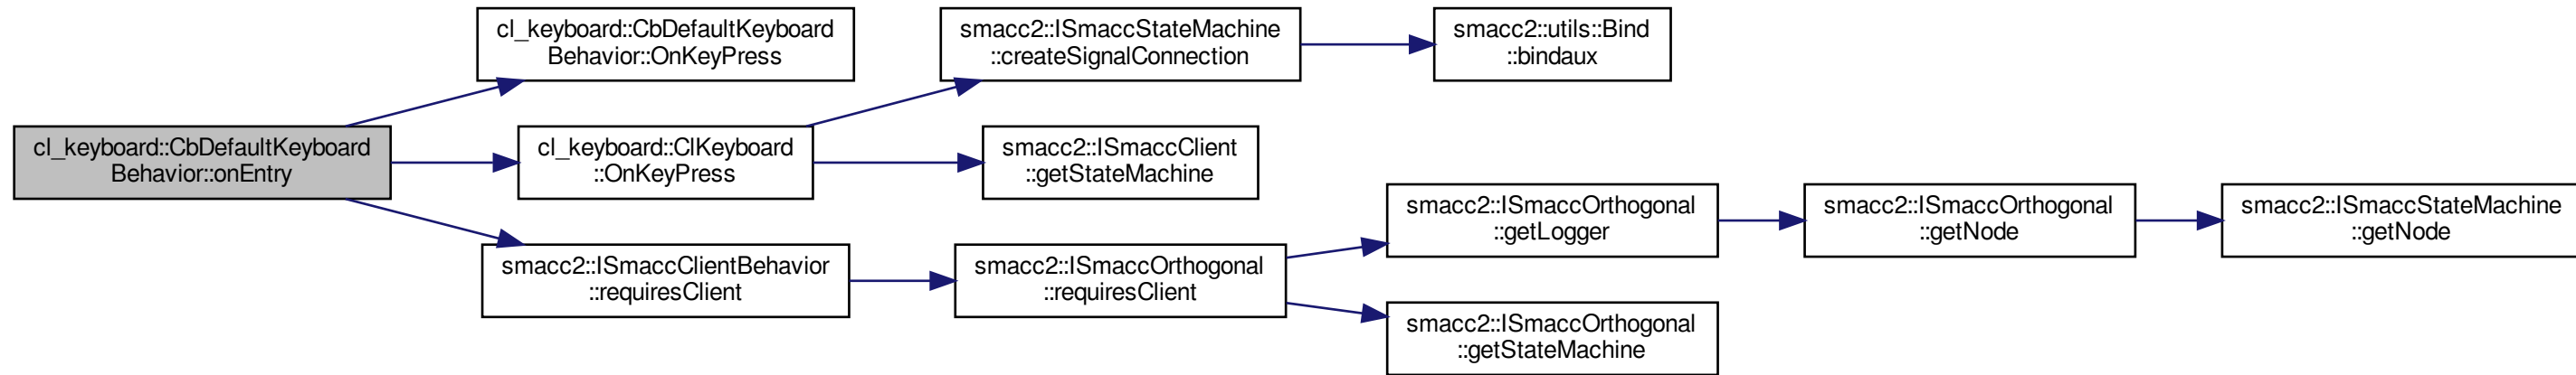 cl_keyboard::CbDefaultKeyboard
Behavior::onEntry
cl_keyboard::CbDefaultKeyboard
Behavior::OnKeyPress
cl_keyboard::ClKeyboard
::OnKeyPress
smacc2::ISmaccClientBehavior
::requiresClient
smacc2::ISmaccStateMachine
::createSignalConnection
smacc2::ISmaccClient
::getStateMachine
smacc2::ISmaccOrthogonal
::requiresClient
smacc2::utils::Bind
::bindaux
smacc2::ISmaccOrthogonal
::getLogger
smacc2::ISmaccOrthogonal
::getStateMachine
smacc2::ISmaccOrthogonal
::getNode
smacc2::ISmaccStateMachine
::getNode